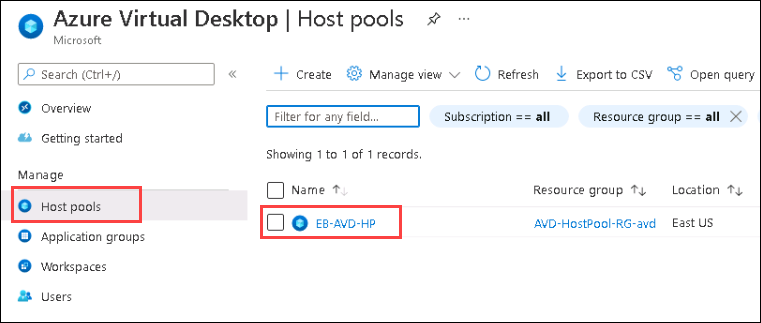 Azure Virtual Desktop | Host pools
Microsoft
Search (Ctrl+/)
Overview
Getting started
Manage
Host pools
Application groups
Workspaces
Users
Create Manage view Refresh Export to CSV Open query
Filter for any field... Subscription == all Resource group == all
Showing 1 to 1 of 1 records.
Name Resource group Location
EB-AVD-HP AVD-HostPool-RG-avd East US